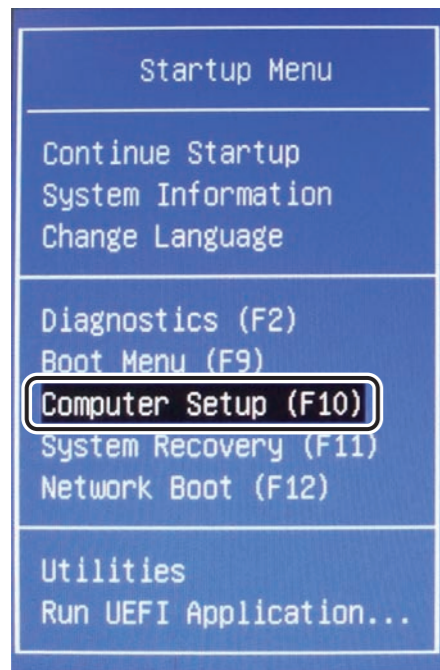 Startup Menu
Continue Startup
System Information
Change Language
Diagnostics (F2)
Boot Menu (F9)
Computer Setup (F10)
System Recovery (F11)
Network Boot (F12)
Utilities
Run UEFI Application...